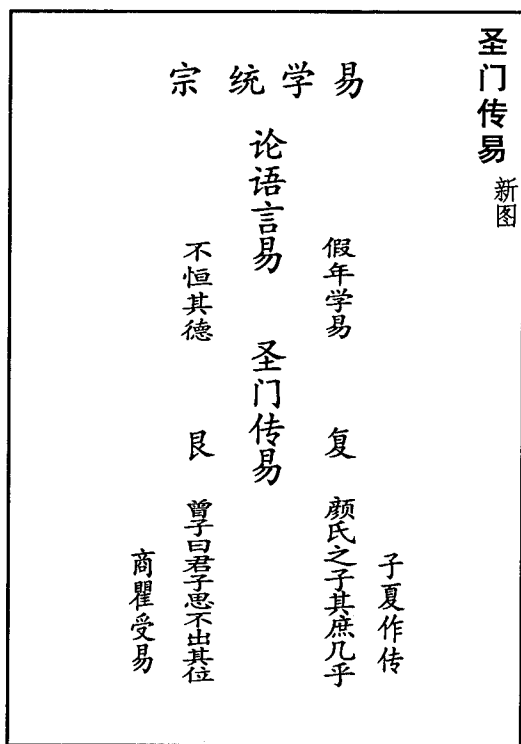 圣门传易
新图
易学统宗
论语言易
假年学易
不恒其德
圣门传易
复
艮
子夏作传
颜氏之子其庶几乎
曾子曰君子思不出其位
商瞿受易